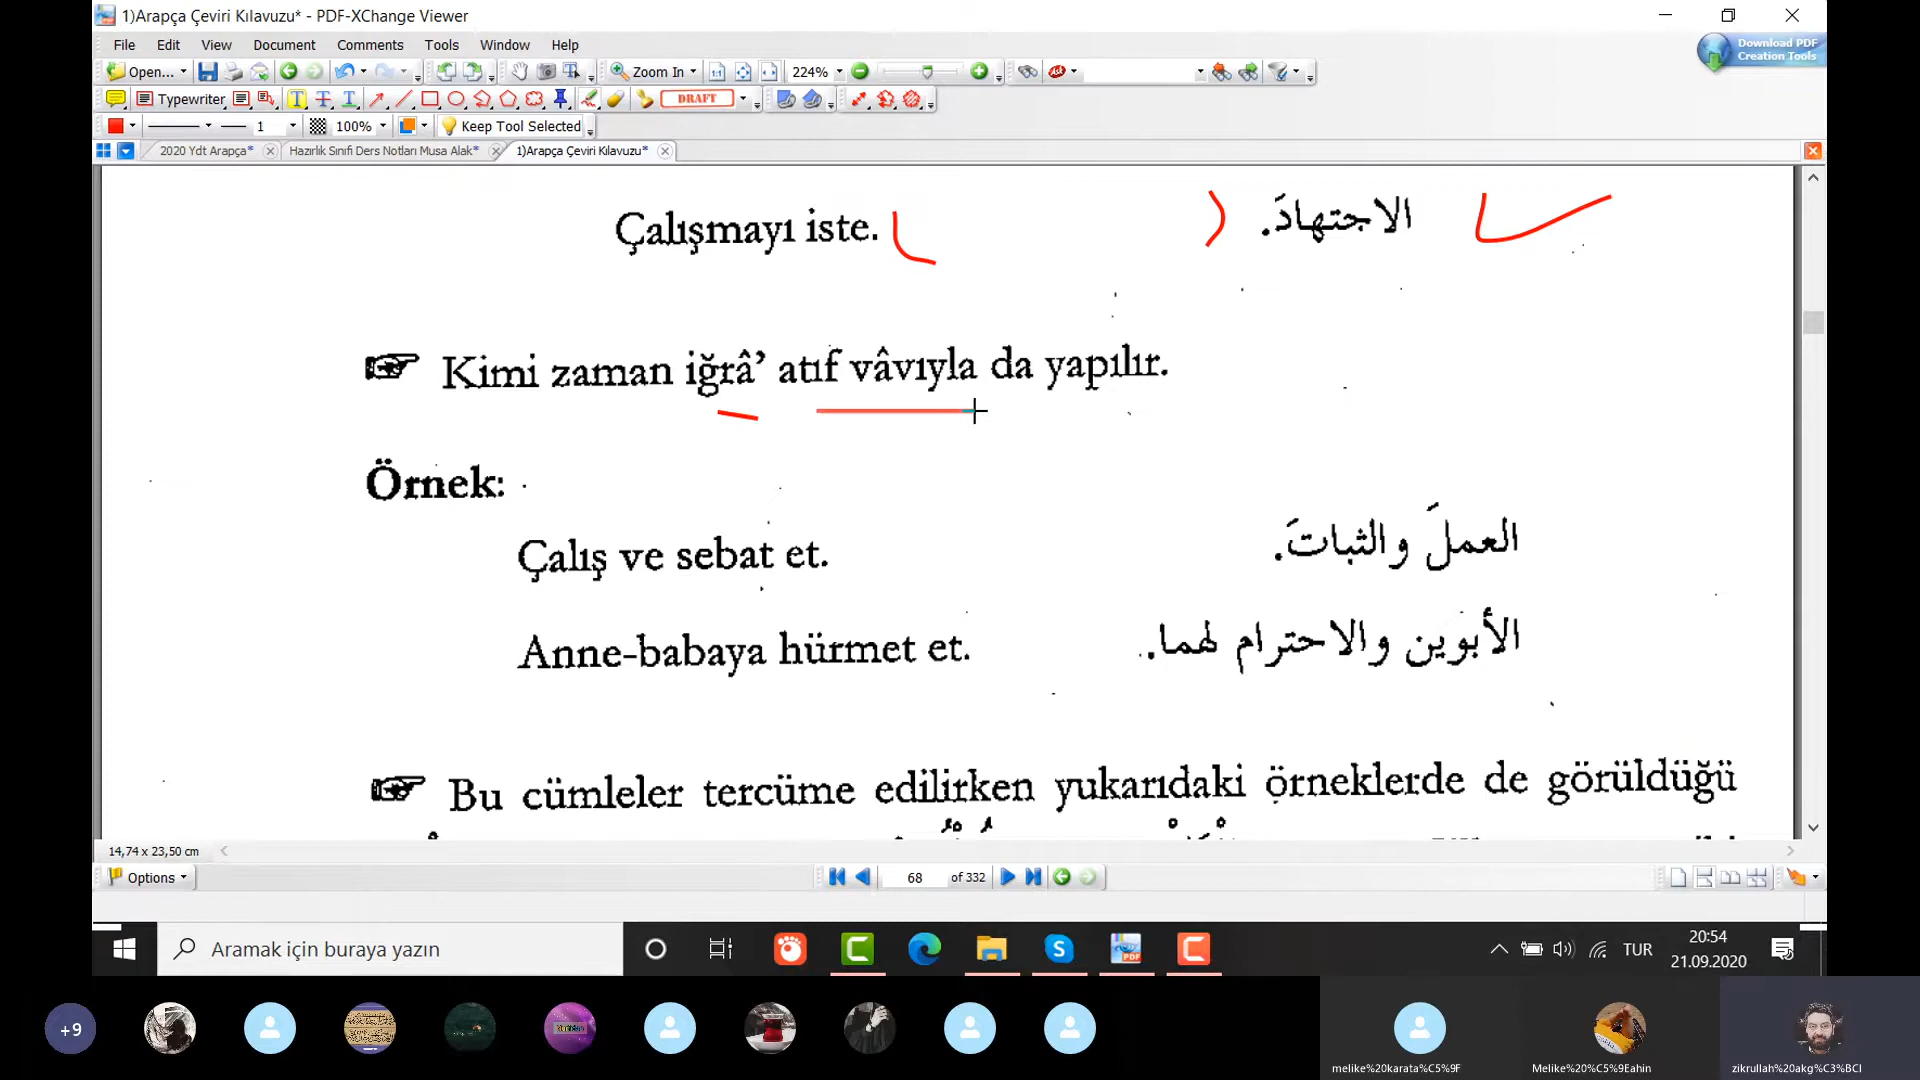 1)Arapça Çeviri Kılavuzu* - PDF-XChange Viewer
File Edit View Document Comments Tools Window Help
Download PDF
Creation Tools
Open... Zoom In 224%
Typewriter DRAFT
1 100% Keep Tool Selected
2020 Ydt Arapça* Hazırlık Sınıfı Ders Notları Musa Alak* 1)Arapça Çeviri Kılavuzu*
Çalışmayı iste. الاجتهادَ.
Kimi zaman iğrâ’ atıf vâvıyla da yapılır.
Örnek:
Çalış ve sebat et. العملَ والثباتَ.
Anne-babaya hürmet et. الأبوين والاحترام لهما.
Bu cümleler tercüme edilirken yukarıdaki örneklerde de görüldüğü
14,74 x 23,50 cm
Options 68 of 332
Aramak için buraya yazın
TUR
20:54
21.09.2020
+9
melike%20karata%C5%9F
Melike%20%C5%9Eahin
zikrullah%20akg%C3%BCl